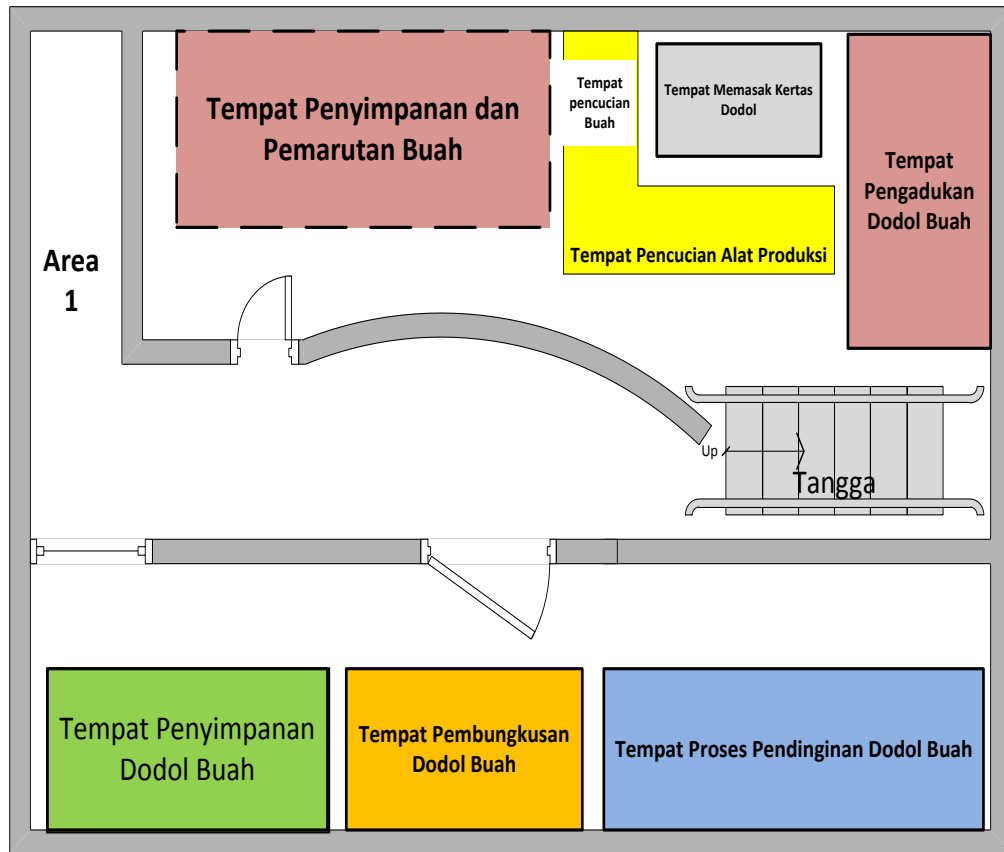 Tempat Penyimpanan dan
Pemarutan Buah
Tempat
pencucian
Buah
Tempat Memasak Kertas
Dodol
Tempat
Pengadukan
Dodol Buah
Tempat Pencucian Alat Produksi
Area
1
Up
Tangga
Tempat Penyimpanan
Dodol Buah
Tempat Pembungkusan
Dodol Buah
Tempat Proses Pendinginan Dodol Buah